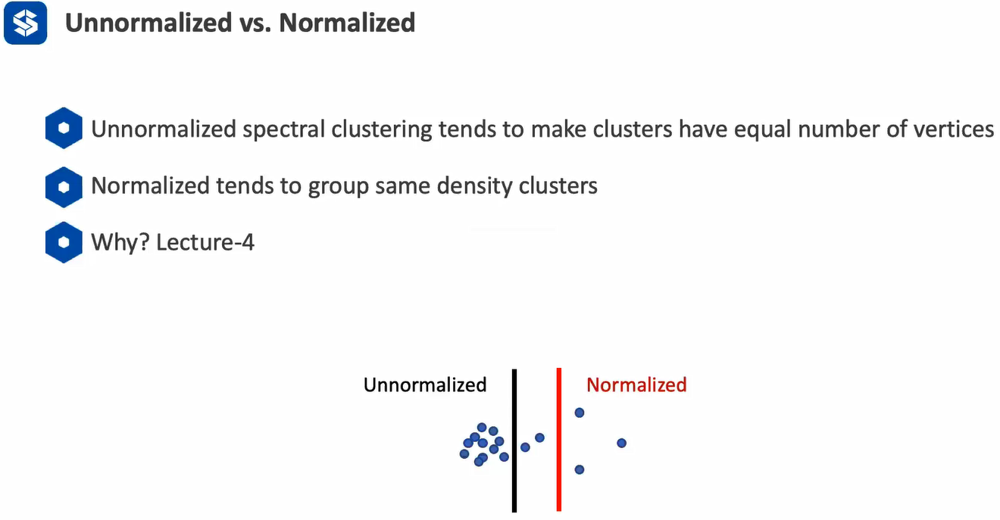 Unnormalized vs. Normalized
Unnormalized spectral clustering tends to make clusters have equal number of vertices
Normalized tends to group same density clusters
Why? Lecture-4
Unnormalized
Normalized